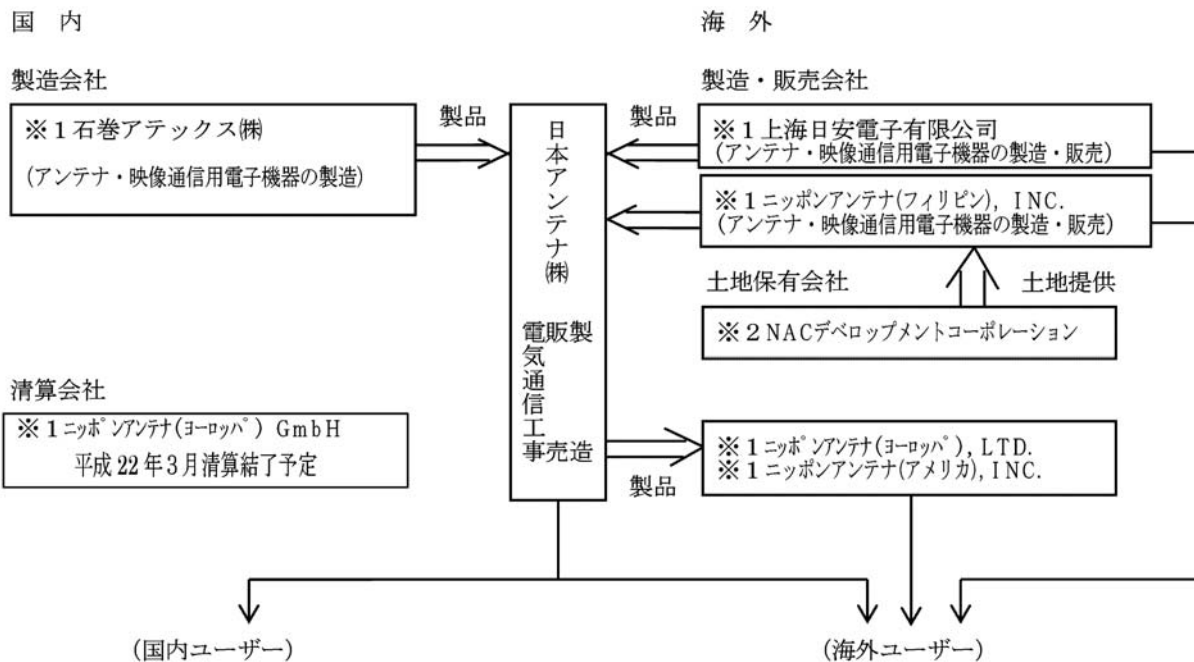 国 内
製造会社
※1石巻アテックス㈱
(アンテナ・映像通信用電子機器の製造)
製品
日本アンテナ㈱
製造
販売
電気通信工事
清算会社
※1ニッポンアンテナ(ヨーロッパ) GmbH
平成22年3月清算結了予定
海 外
製造・販売会社
製品
※1上海日安電子有限公司
(アンテナ・映像通信用電子機器の製造・販売)
※1ニッポンアンテナ(フィリピン), INC.
(アンテナ・映像通信用電子機器の製造・販売)
土地保有会社
土地提供
※2NACデベロップメントコーポレーション
※1ニッポンアンテナ(ヨーロッパ), LTD.
※1ニッポンアンテナ(アメリカ), INC.
製品
(国内ユーザー)
(海外ユーザー)